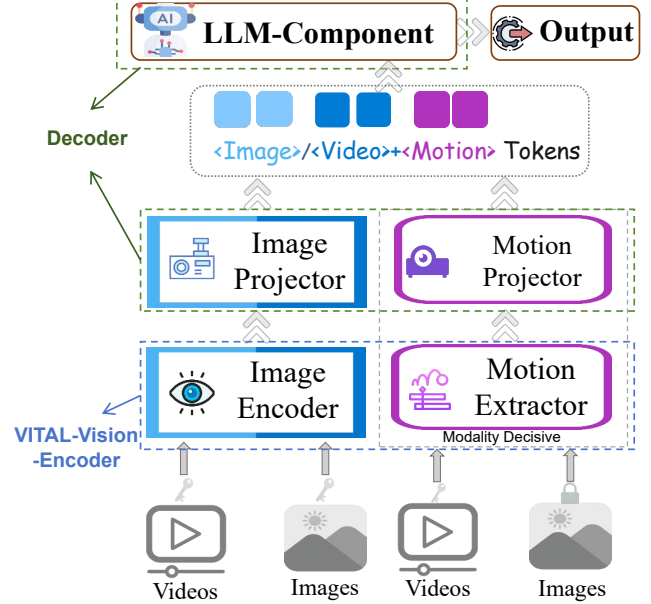 AI
LLM-Component
Output
Decoder
<Image>/<Video>+<Motion> Tokens
Image
Projector
Motion
Projector
Image
Encoder
Motion
Extractor
Modality Decisive
VITAL-Vision
-Encoder
Videos
Images
Videos
Images